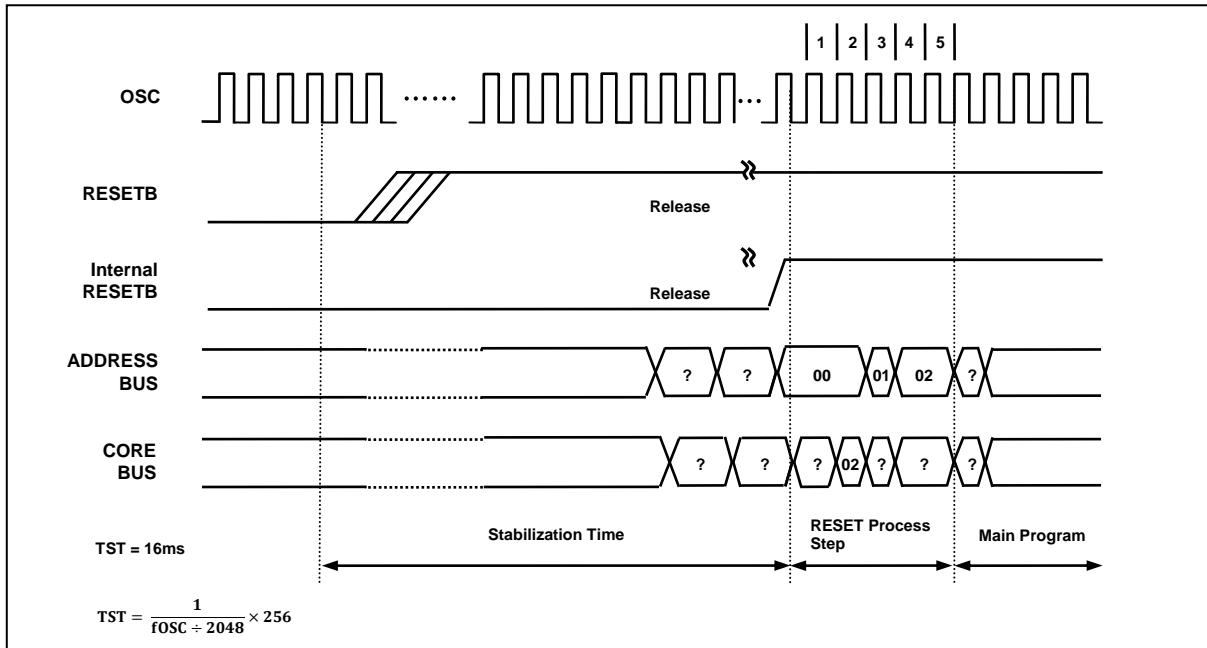 1 2 3 4 5
OSC
......
...
RESETB
Release
Internal
RESETB
Release
ADDRESS
BUS
? ? 00 01 02 ?
CORE
BUS
? ? ? 02 ? ? ?
TST = 16ms
Stabilization Time
RESET Process
Step
Main Program
TST = 1 / fOSC ÷ 2048 × 256